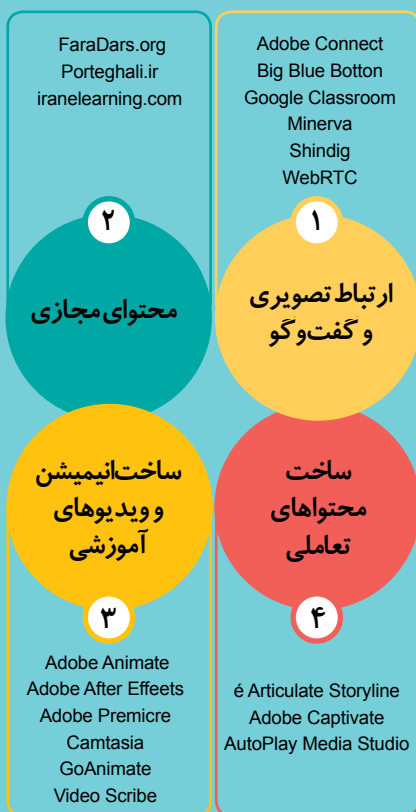 Adobe Connect
Big Blue Botton
Google Classroom
Minerva
Shindig
WebRTC
۱
ارتباط تصویری
و گفت‌و‌گو
FaraDars.org
Porteghali.ir
iranelearning.com
۲
محتوای مجازی
ساخت‌انیمیشن
و ویدیوهای
آموزشی
۳
Adobe Animate
Adobe After Effeets
Adobe Premicre
Camtasia
GoAnimate
Video Scribe
ساخت
محتواهای
تعاملی
۴
é Articulate Storyline
Adobe Captivate
AutoPlay Media Studio